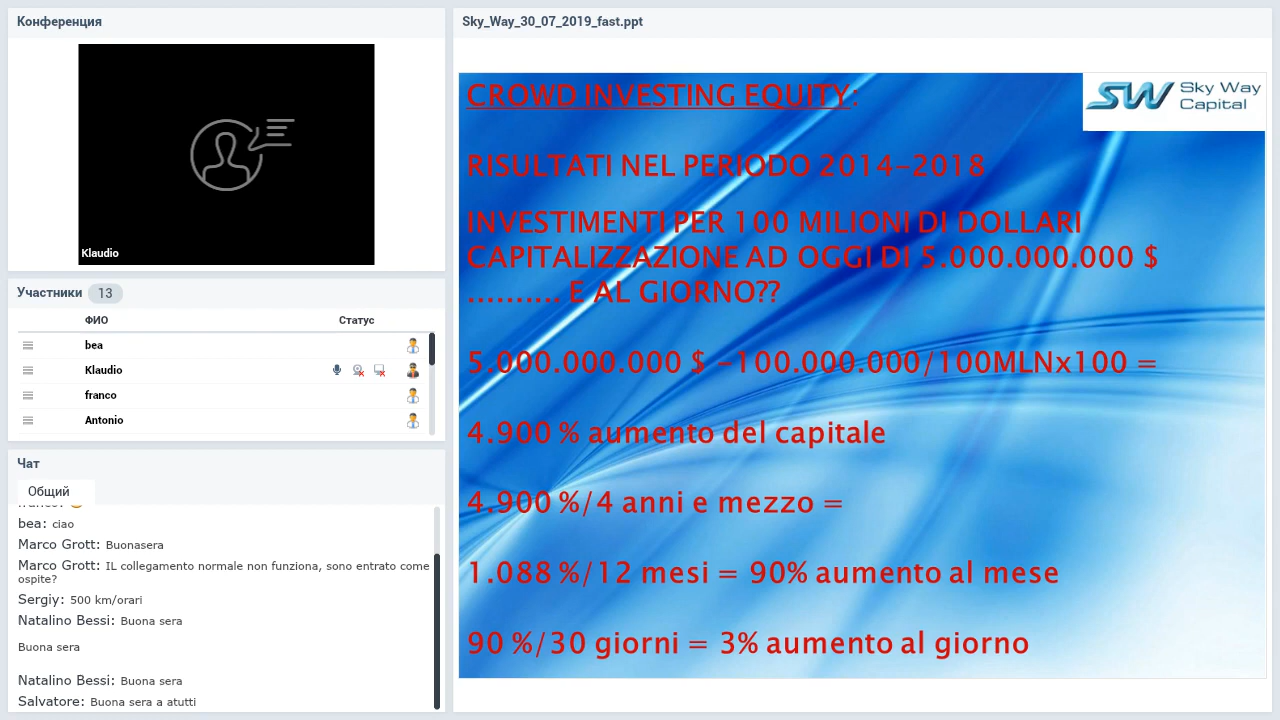 Конференция
Klaudio
Участники 13
ФИО Статус
bea
Klaudio
franco
Antonio
Чат
Общий
bea: ciao
Marco Grott: Buonasera
Marco Grott: IL collegamento normale non funziona, sono entrato come
ospite?
Sergiy: 500 km/orari
Natalino Bessi: Buona sera
Buona sera
Natalino Bessi: Buona sera
Salvatore: Buona sera a atutti
Sky_Way_30_07_2019_fast.ppt
SW Sky Way
Capital
CROWD INVESTING EQUITY:
RISULTATI NEL PERIODO 2014-2018
INVESTIMENTI PER 100 MILIONI DI DOLLARI
CAPITALIZZAZIONE AD OGGI DI 5.000.000.000 $
.......... E AL GIORNO??
5.000.000.000 $ -100.000.000/100MLNx100 =
4.900 % aumento del capitale
4.900 %/4 anni e mezzo =
1.088 %/12 mesi = 90% aumento al mese
90 %/30 giorni = 3% aumento al giorno